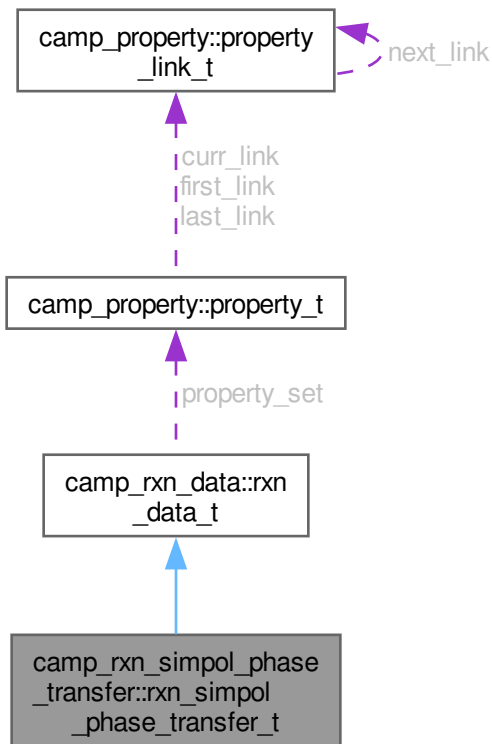 camp_property::property
_link_t
next_link
curr_link
first_link
last_link
camp_property::property_t
property_set
camp_rxn_data::rxn
_data_t
camp_rxn_simpol_phase
_transfer::rxn_simpol
_phase_transfer_t